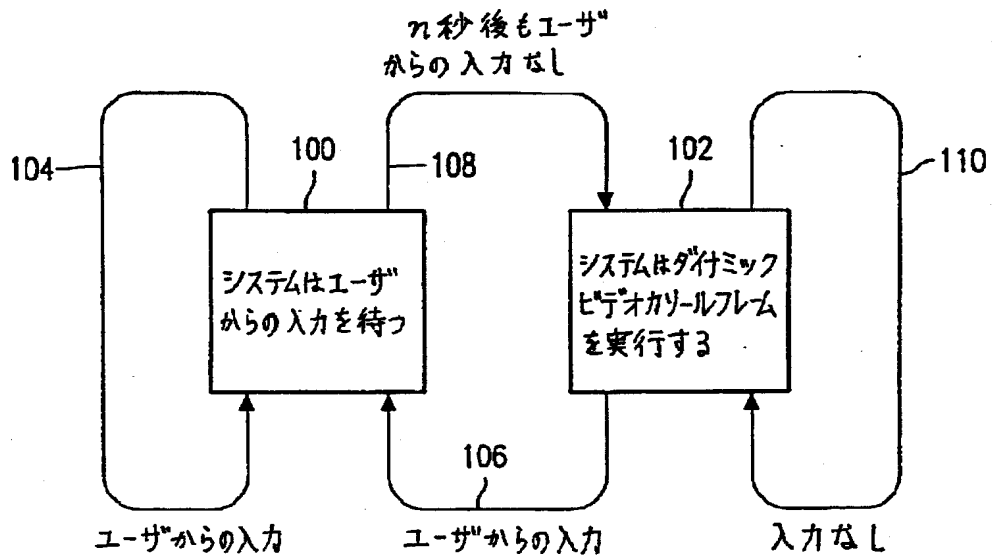 n秒後もユーザ
からの入力なし
104
100
108
102
110
システムはユーザ
からの入力を待つ
システムはダイナミック
ビデオカソールフレーム
を実行する
106
ユーザからの入力
ユーザからの入力
入力なし